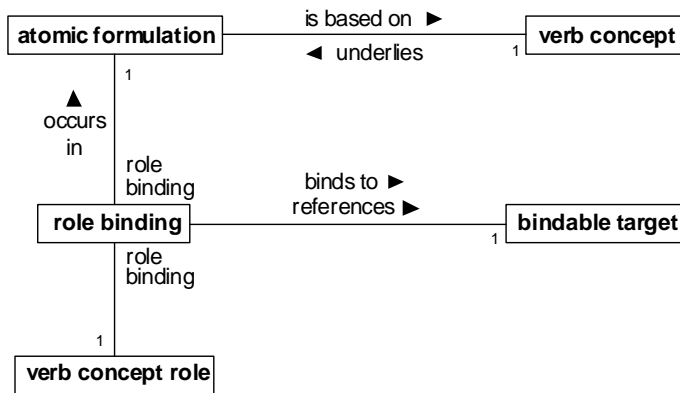 is based on ►
atomic formulation
verb concept
◄ underlies
1
1
▲
occurs
in
role
binding
binds to ►
references ►
role binding
bindable target
1
role
binding
1
verb concept role